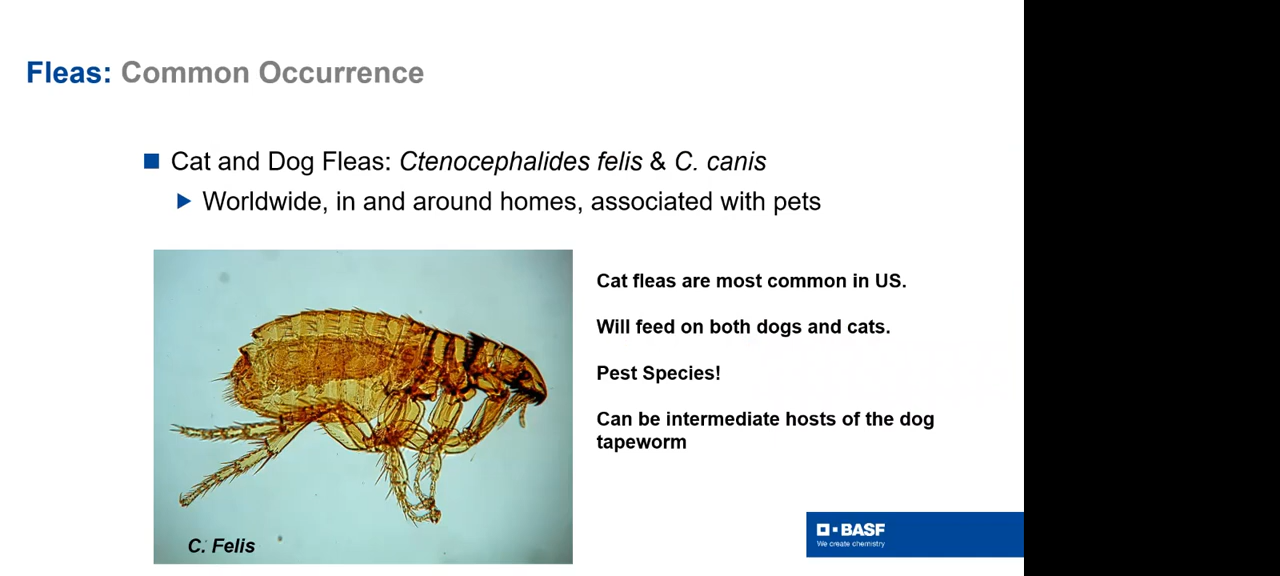 Fleas: Common Occurrence
Cat and Dog Fleas: Ctenocephalides felis & C. canis
Worldwide, in and around homes, associated with pets
Cat fleas are most common in US.
Will feed on both dogs and cats.
Pest Species!
Can be intermediate hosts of the dog
tapeworm
C. Felis
BASF
We create chemistry